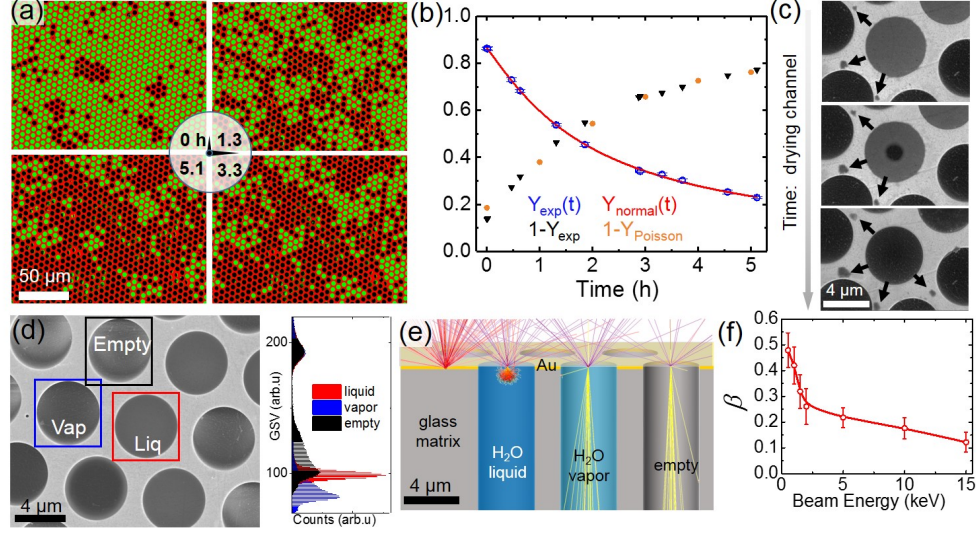 (a)
0 h 1.3
5.1 3.3
50 µm
(b)
1.0
0.8
0.6
0.4
0.2
0.0
Y_exp(t) Y_normal(t)
1-Y_exp 1-Y_Poisson
0 1 2 3 4 5
Time (h)
(c)
Time: drying channel
4 µm
(d)
Empty
Vap
Liq
4 µm
200
100
GSV (arb.u)
liquid
vapor
empty
Counts (arb.u)
(e)
Au
glass
matrix
H₂O
liquid
H₂O
vapor
empty
4 µm
(f)
0.6
0.5
0.4
0.3
0.2
0.1
0.0
β
0 5 10 15
Beam Energy (keV)